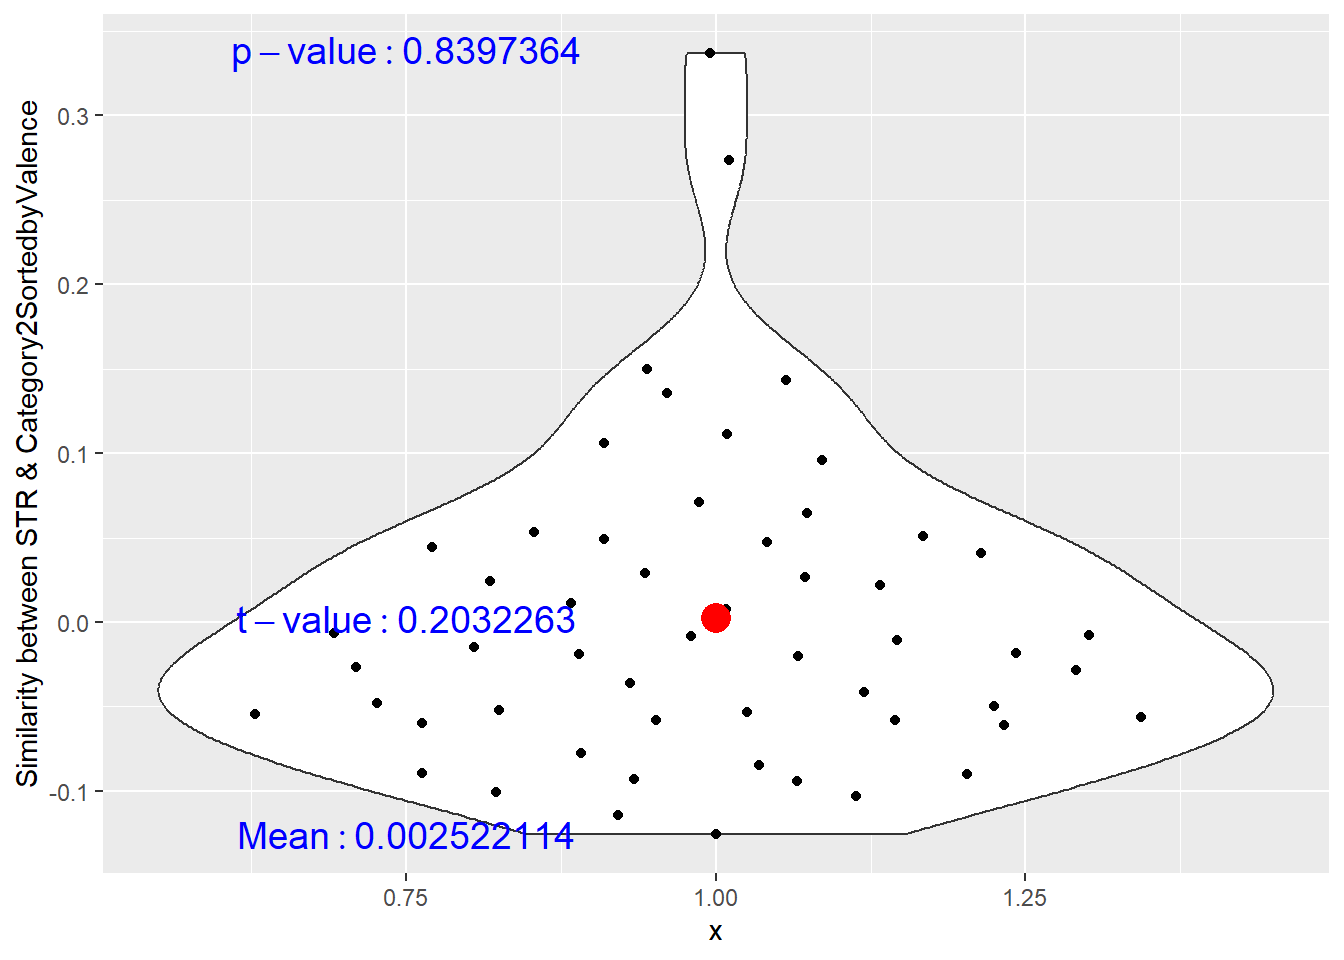 p – value : 0.8397364
0.3
0.2
0.1
t – value : 0.2032263
0.0
-0.1
Mean : 0.002522114
Similarity between STR & Category2SortedbyValence
0.75 1.00 1.25
x